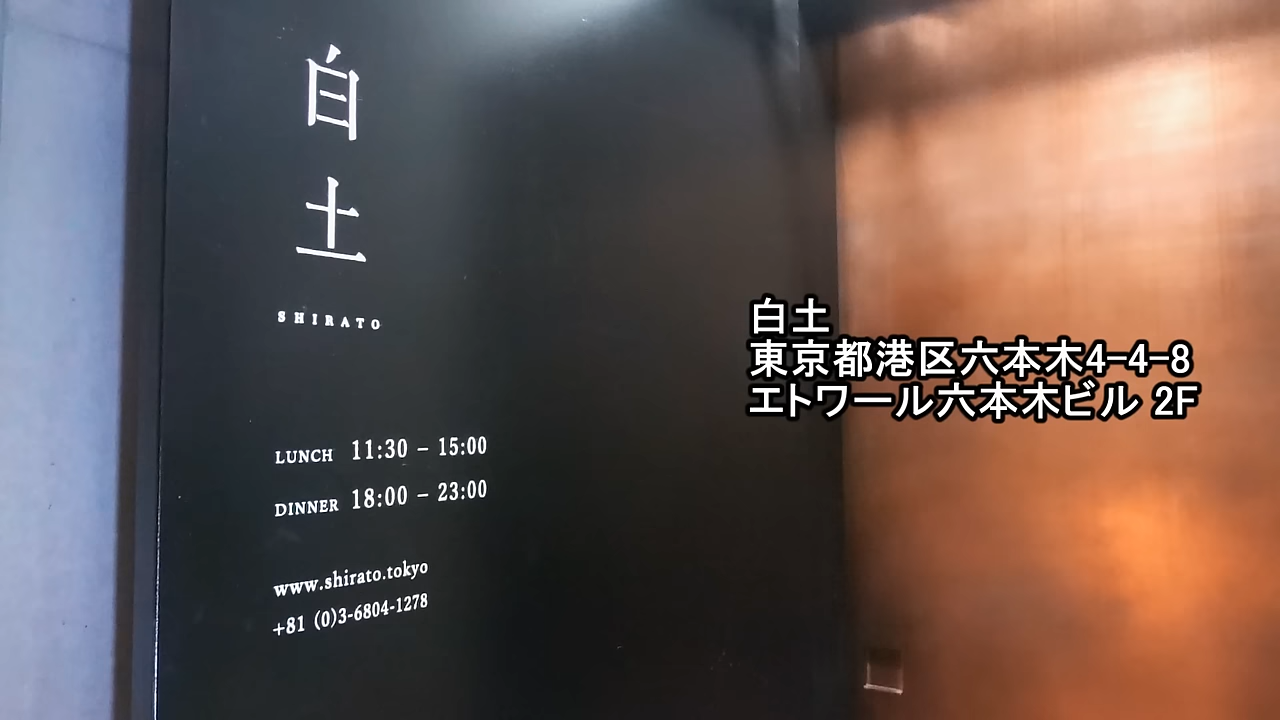 白土
SHIRATO
LUNCH 11:30 – 15:00
DINNER 18:00 – 23:00
www.shirato.tokyo
+81 (0)3-6804-1278
白土
東京都港区六本木4-4-8
エトワール六本木ビル 2F